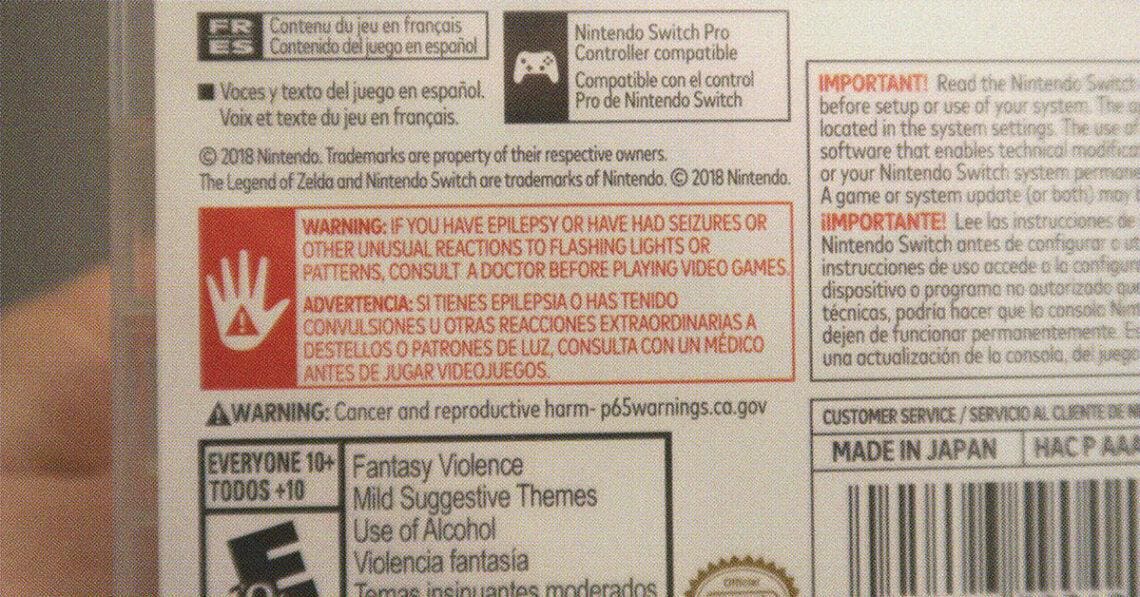 FR
ES
Contenu du jeu en français
Contenido del juego en español
Voces y texto del juego en español.
Voix et texte du jeu en français.
Nintendo Switch Pro
Controller compatible
Compatible con el control
Pro de Nintendo Switch
© 2018 Nintendo. Trademarks are property of their respective owners.
The Legend of Zelda and Nintendo Switch are trademarks of Nintendo. © 2018 Nintendo.
WARNING: IF YOU HAVE EPILEPSY OR HAVE HAD SEIZURES OR
OTHER UNUSUAL REACTIONS TO FLASHING LIGHTS OR
PATTERNS, CONSULT A DOCTOR BEFORE PLAYING VIDEO GAMES.
ADVERTENCIA: SI TIENES EPILEPSIA O HAS TENIDO
CONVULSIONES U OTRAS REACCIONES EXTRAORDINARIAS A
DESTELLOS O PATRONES DE LUZ, CONSULTA CON UN MÉDICO
ANTES DE JUGAR VIDEOJUEGOS.
WARNING: Cancer and reproductive harm- p65warnings.ca.gov
EVERYONE 10+
TODOS +10
Fantasy Violence
Mild Suggestive Themes
Use of Alcohol
Violencia fantasía
Temas insinuantes moderados
IMPORTANT! Read the Nintendo Switch
before setup or use of your system. The
located in the system settings. The use of
software that enables technical
or your Nintendo Switch system
A game or system update (or both) may
¡IMPORTANTE! Lee las instrucciones de
Nintendo Switch antes de configurar o
instrucciones de uso accede a la
dispositivo o programa no autorizado que
técnicas, podría hacer que la consola
dejen de funcionar permanentemente.
una actualización de la consola, del juego
CUSTOMER SERVICE / SERVICIO AL CLIENTE DE
MADE IN JAPAN
HAC P
Official